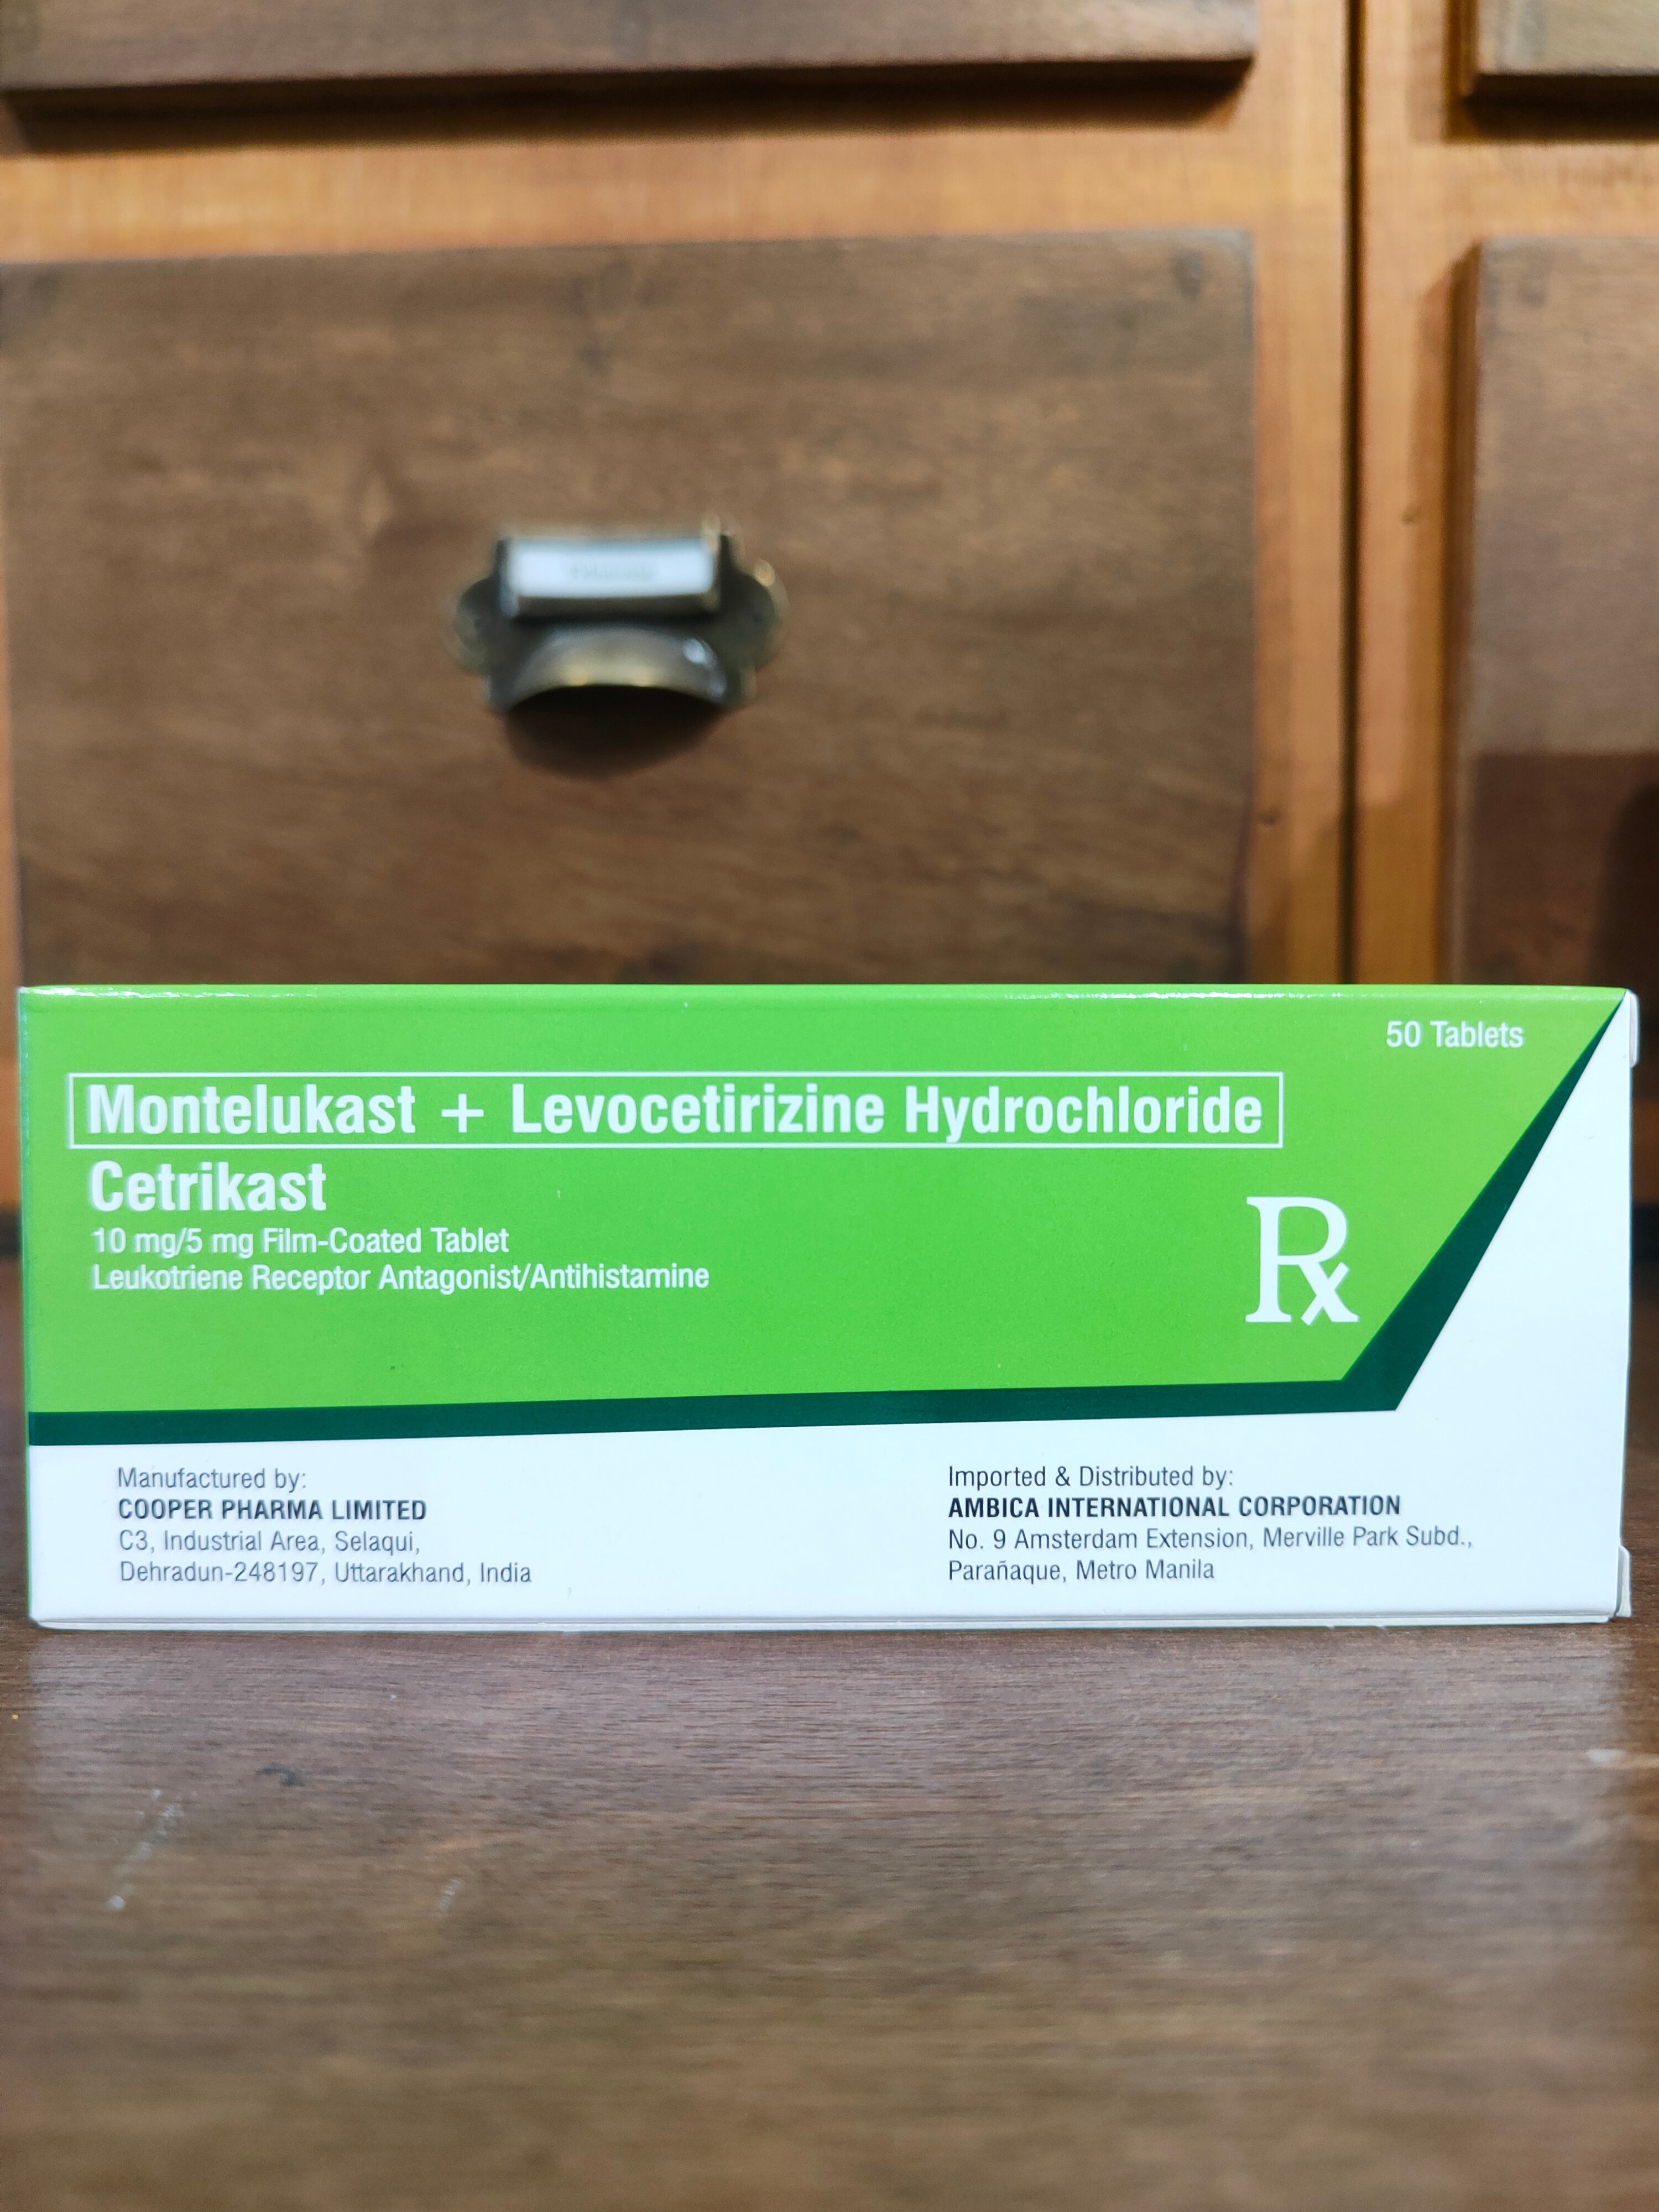 50 Tablets
Montelukast + Levocetirizine Hydrochloride
Cetrikast
10 mg/5 mg Film-Coated Tablet
Leukotriene Receptor Antagonist/Antihistamine
Rx
Manufactured by:
COOPER PHARMA LIMITED
C3, Industrial Area, Selaqui,
Dehradun-248197, Uttarakhand, India
Imported & Distributed by:
AMBICA INTERNATIONAL CORPORATION
No. 9 Amsterdam Extension, Merville Park Subd.,
Parañaque, Metro Manila